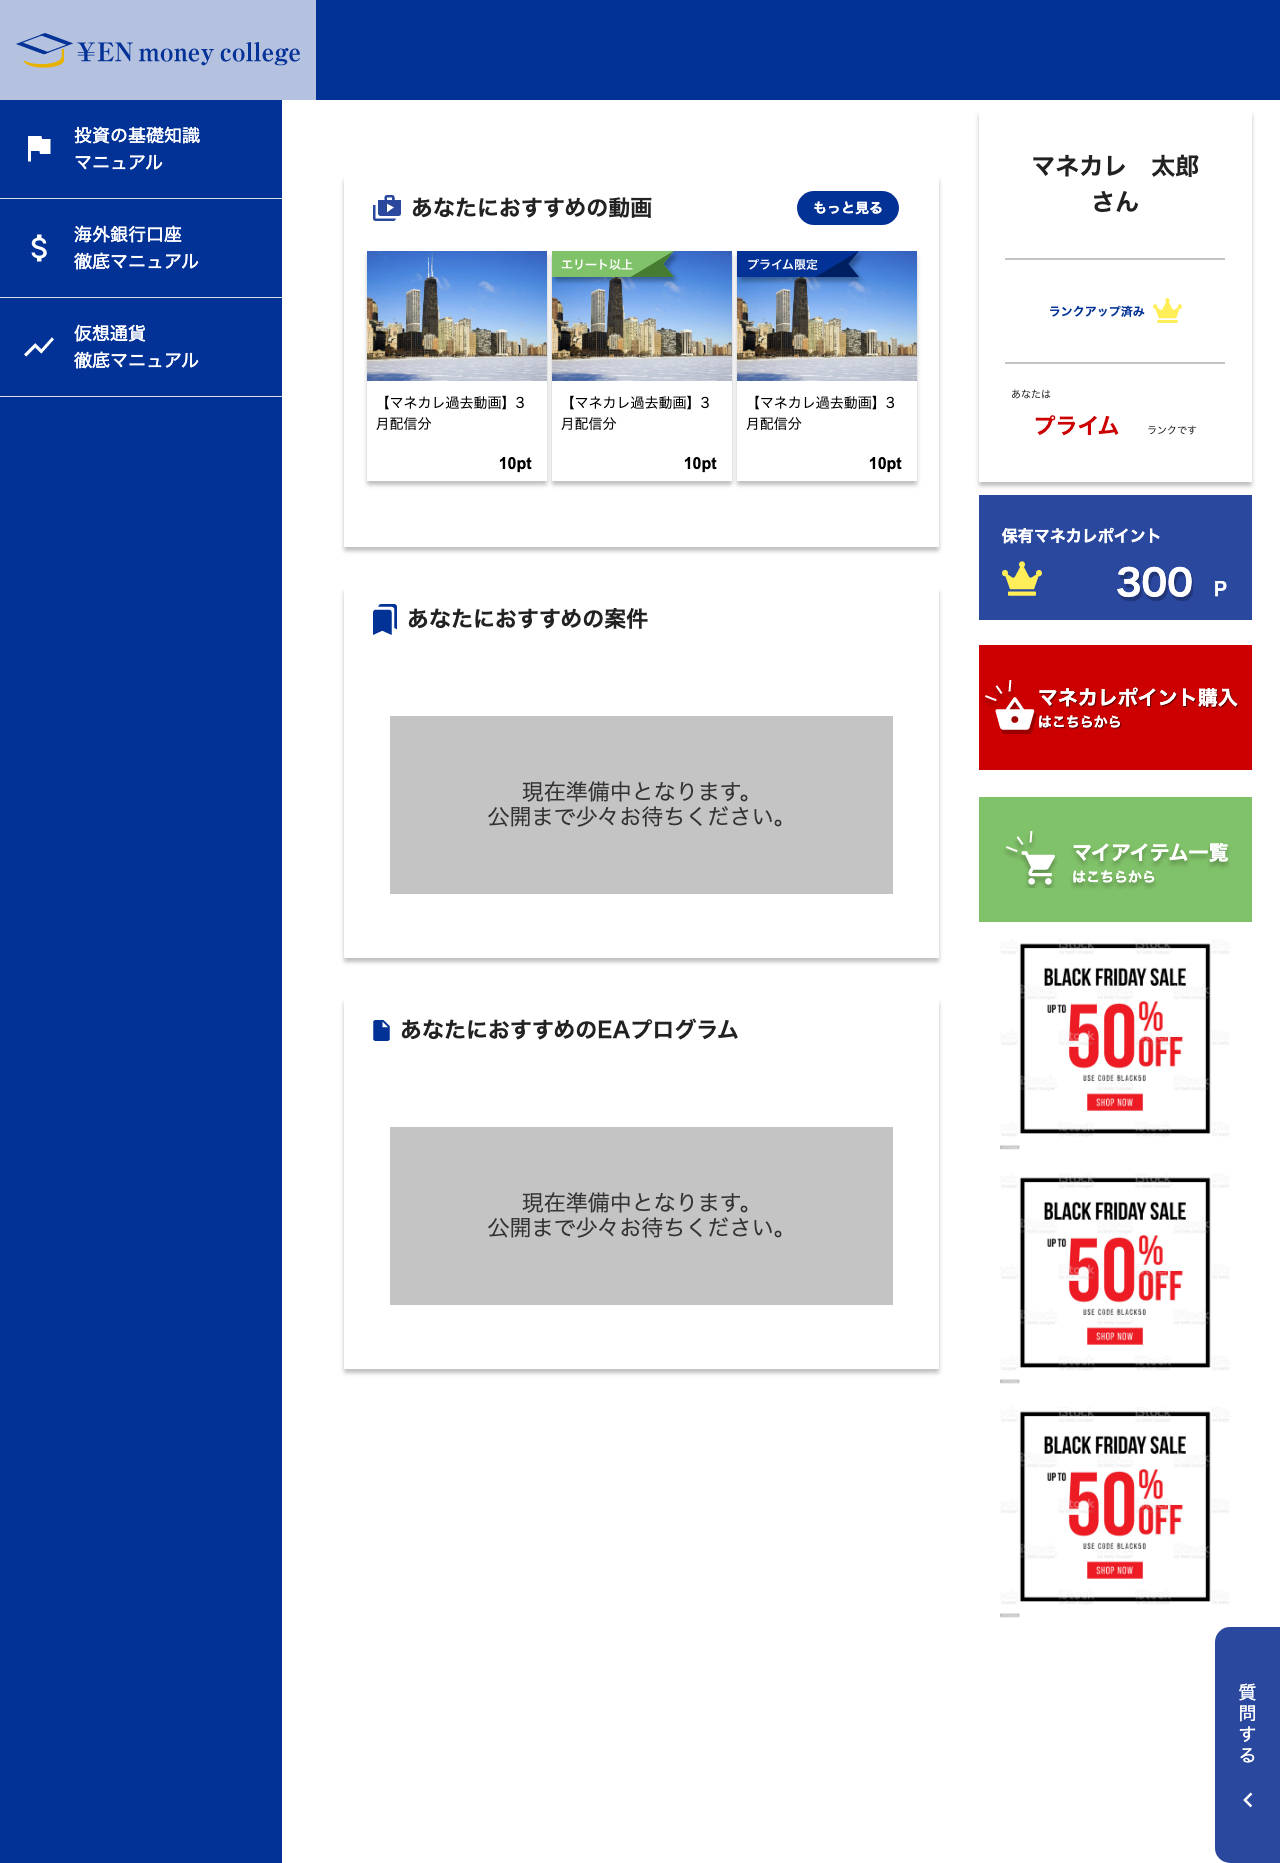 ¥EN money college
投資の基礎知識
マニュアル
海外銀行口座
徹底マニュアル
仮想通貨
徹底マニュアル
あなたにおすすめの動画
もっと見る
エリート以上
プライム限定
【マネカレ過去動画】3
月配信分
10pt
【マネカレ過去動画】3
月配信分
10pt
【マネカレ過去動画】3
月配信分
10pt
あなたにおすすめの案件
現在準備中となります。
公開まで少々お待ちください。
あなたにおすすめのEAプログラム
現在準備中となります。
公開まで少々お待ちください。
マネカレ 太郎
さん
ランクアップ済み
あなたは
プライム ランクです
保有マネカレポイント
300 P
マネカレポイント購入
はこちらから
マイアイテム一覧
はこちらから
BLACK FRIDAY SALE
UP TO
50% OFF
USE CODE BLACK50
SHOP NOW
BLACK FRIDAY SALE
UP TO
50% OFF
USE CODE BLACK50
SHOP NOW
BLACK FRIDAY SALE
UP TO
50% OFF
USE CODE BLACK50
SHOP NOW
質問する